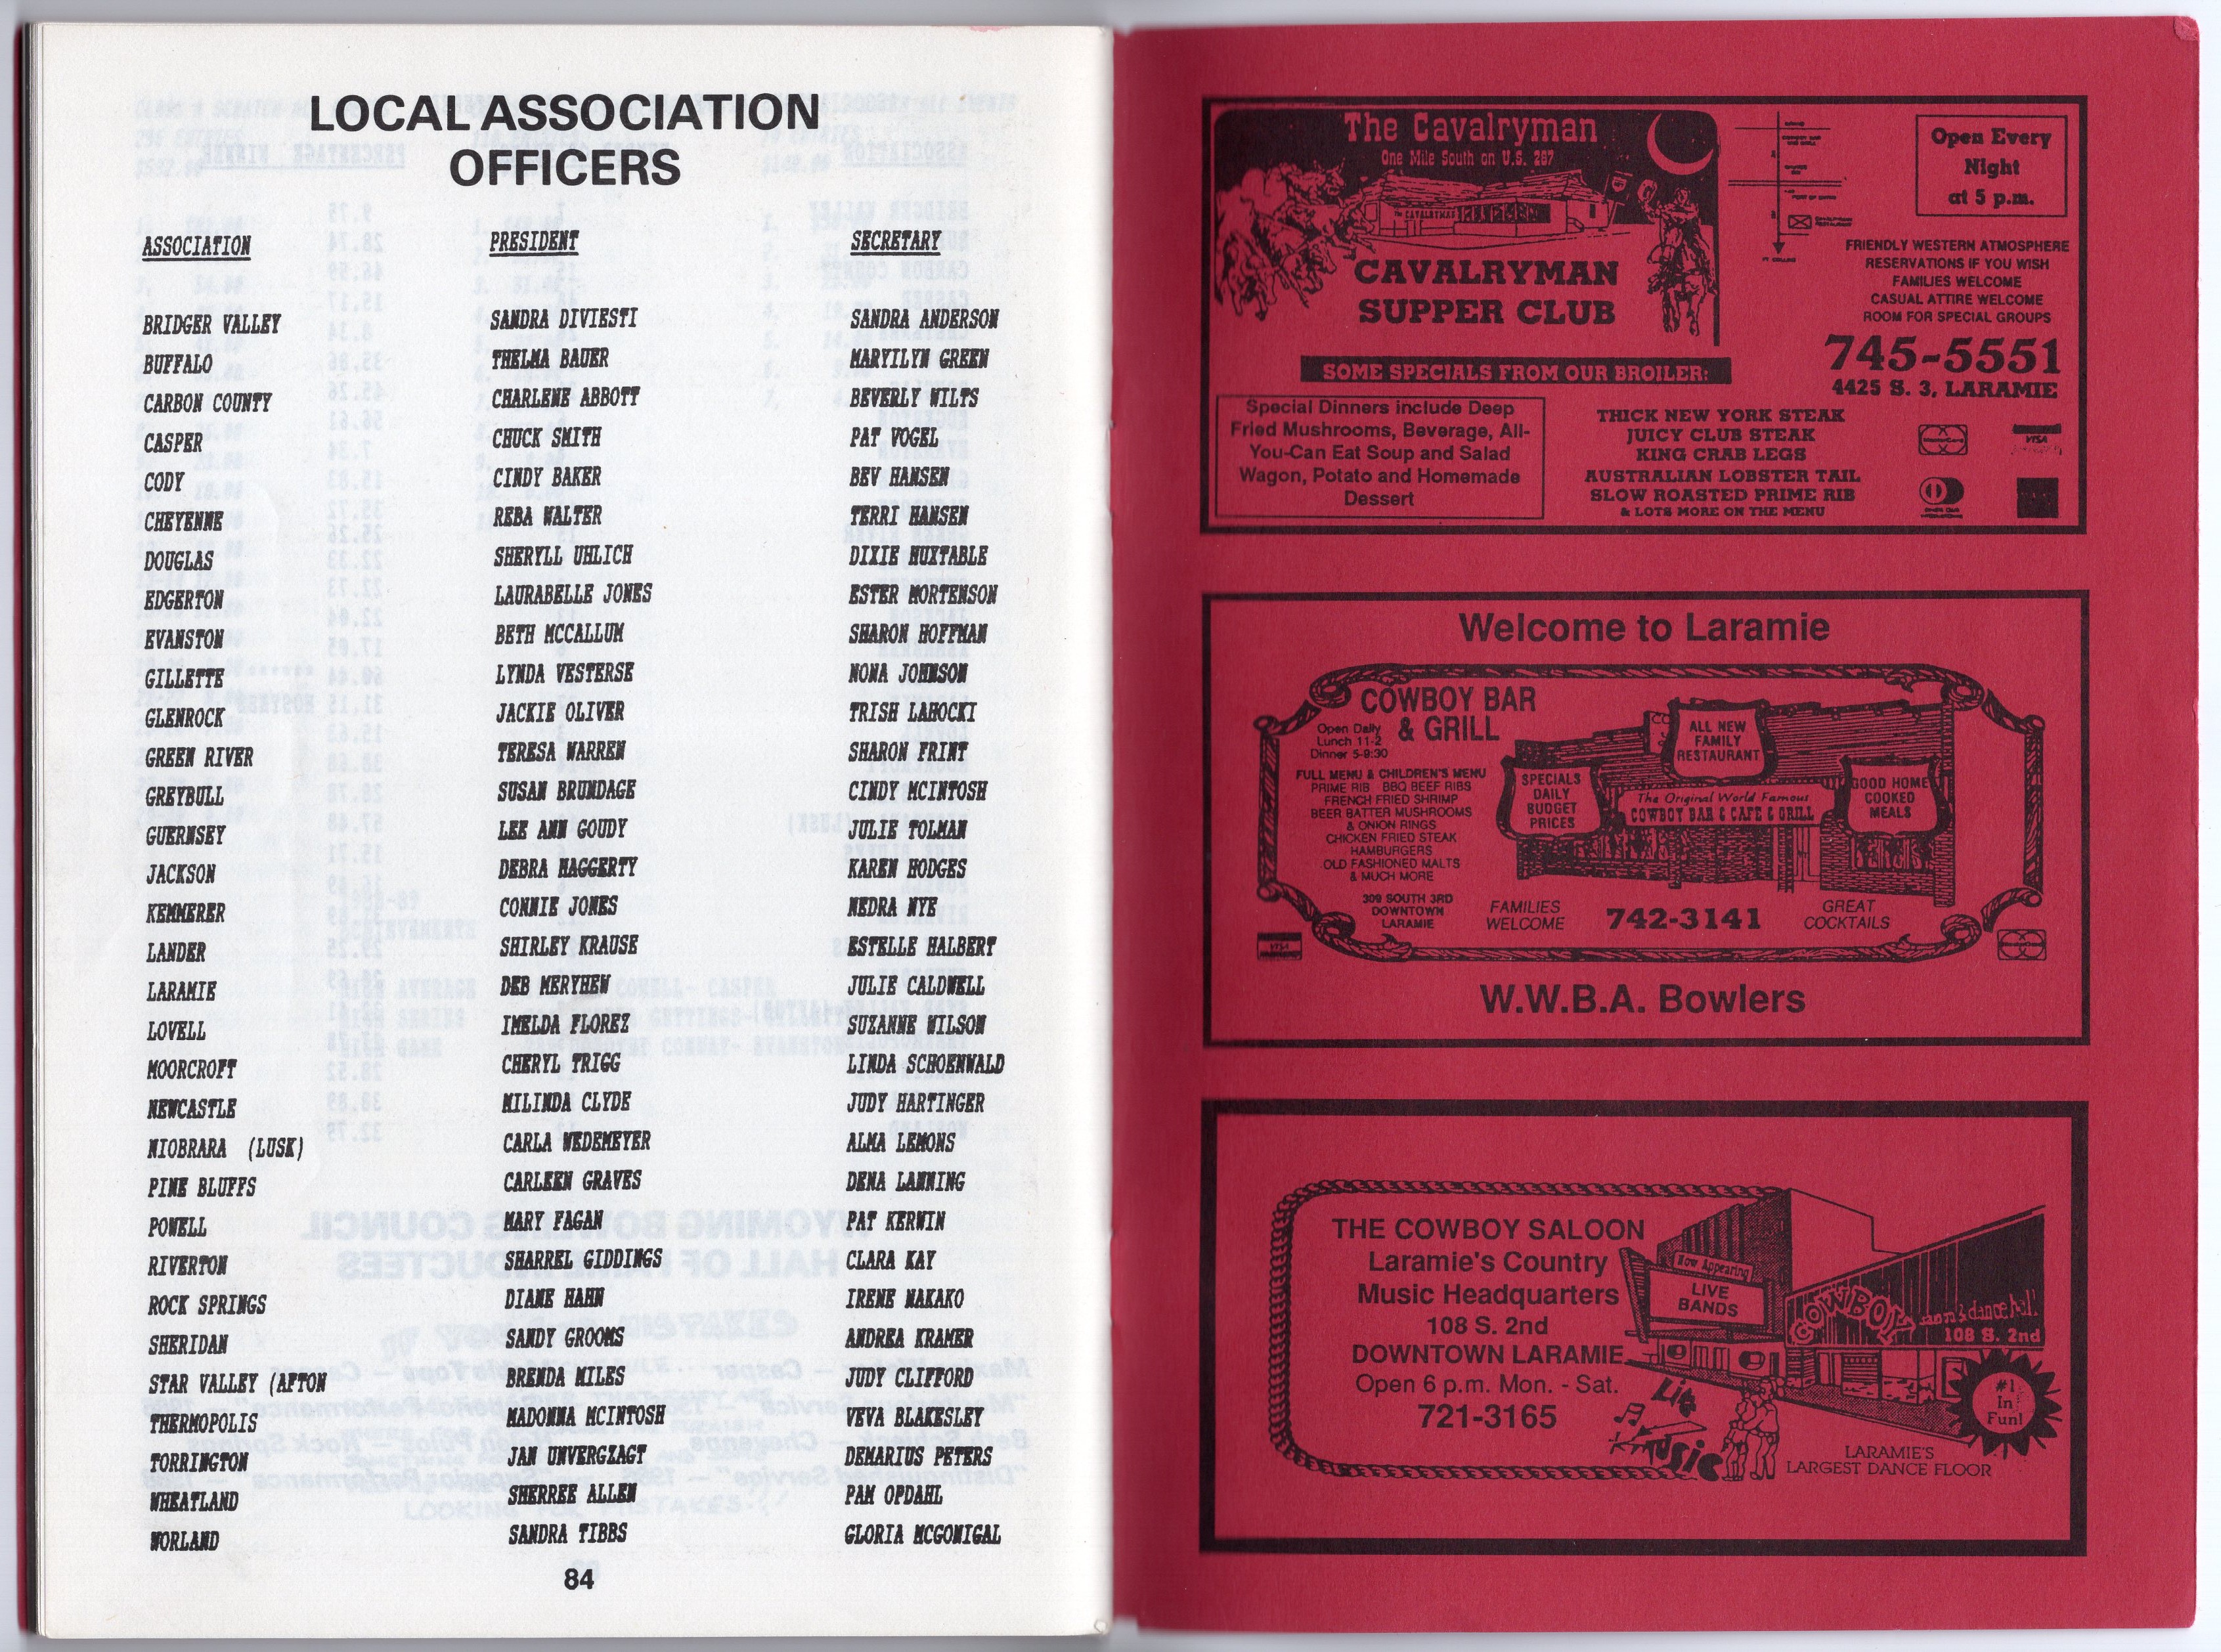 LOCAL ASSOCIATION
OFFICERS
ASSOCIATION PRESIDENT SECRETARY
BRIDGER VALLEY SANDRA DIVIESTI SANDRA ANDERSON
BUFFALO THELMA BAUER MARYILYN GREEN
CARBON COUNTY CHARLENE ABBOTT BEVERLY WILTS
CASPER CHUCK SMITH PAT VOGEL
CODY CINDY BAKER BEV HANSEN
CHEYENNE REBA WALTER TERRI HANSEN
DOUGLAS SHERYLL UHLICH DIXIE HUXTABLE
EDGERTON LAURABELLE JONES ESTER MORTENSON
EVANSTON BETH MCCALLUM SHARON HOFFMAN
GILLETTE LYNDA VESTERSE NONA JOHNSON
GLENROCK JACKIE OLIVER TRISH LAHOCKI
GREEN RIVER TERESA WARREN SHARON FRINT
GREYBULL SUSAN BRUNDAGE CINDY MCINTOSH
GUERNSEY LEE ANN GOUDY JULIE TOLMAN
JACKSON DEBRA HAGGERTY KAREN HODGES
KEMMERER CONNIE JONES NEDRA NYE
LANDER SHIRLEY KRAUSE ESTELLE HALBERT
LARAMIE DEB MERYHEW JULIE CALDWELL
LOVELL IMELDA FLOREZ SUZANNE WILSON
MOORCROFT CHERYL TRIGG LINDA SCHOENWALD
NEWCASTLE MILINDA CLYDE JUDY HARTINGER
NIOBRARA (LUSK) CARLA WEDEMEYER ALMA LEMONS
PINE BLUFFS CARLEEN GRAVES DENA LANNING
POWELL MARY FAGAN PAT KERWIN
RIVERTON SHARREL GIDDINGS CLARA KAY
ROCK SPRINGS DIANE HAHN IRENE NAKAKO
SHERIDAN SANDY GROOMS ANDREA KRAMER
STAR VALLEY (AFTON BRENDA MILES JUDY CLIFFORD
THERMOPOLIS MADONNA MCINTOSH VEVA BLAKESLEY
TORRINGTON JAN UNVERGZAGT DEMARIUS PETERS
WHEATLAND SHERREE ALLEN PAM OPDAHL
WORLAND SANDRA TIBBS GLORIA MCGONIGAL
84
The Cavalryman
One Mile South on U.S. 287
The CAVALRYMAN
CAVALRYMAN
SUPPER CLUB
Open Every
Night
at 5 p.m.
FRIENDLY WESTERN ATMOSPHERE
RESERVATIONS IF YOU WISH
FAMILIES WELCOME
CASUAL ATTIRE WELCOME
ROOM FOR SPECIAL GROUPS
745-5551
4425 S. 3, LARAMIE
SOME SPECIALS FROM OUR BROILER:
Special Dinners include Deep
Fried Mushrooms, Beverage, All-
You-Can Eat Soup and Salad
Wagon, Potato and Homemade
Dessert
THICK NEW YORK STEAK
JUICY CLUB STEAK
KING CRAB LEGS
AUSTRALIAN LOBSTER TAIL
SLOW ROASTED PRIME RIB
& LOTS MORE ON THE MENU
MasterCard
VISA
Welcome to Laramie
COWBOY BAR
& GRILL
Open Daily
Lunch 11-2
Dinner 5-9:30
FULL MENU & CHILDREN'S MENU
PRIME RIB BBQ BEEF RIBS
FRENCH FRIED SHRIMP
BEER BATTER MUSHROOMS
& ONION RINGS
CHICKEN FRIED STEAK
HAMBURGERS
OLD FASHIONED MALTS
& MUCH MORE
309 SOUTH 3RD
DOWNTOWN
LARAMIE
ALL NEW
FAMILY
RESTAURANT
SPECIALS
DAILY
BUDGET
PRICES
The Original World Famous
COWBOY BAR & CAFE & GRILL
GOOD HOME
COOKED
MEALS
FAMILIES
WELCOME
742-3141
GREAT
COCKTAILS
VISA
W.W.B.A. Bowlers
THE COWBOY SALOON
Laramie's Country
Music Headquarters
108 S. 2nd
DOWNTOWN LARAMIE
Open 6 p.m. Mon. - Sat.
721-3165
Now Appearing
LIVE
BANDS
COWBOY saloon & dance hall
108 S. 2nd
Live
Music
#1
In
Fun!
LARAMIE'S
LARGEST DANCE FLOOR